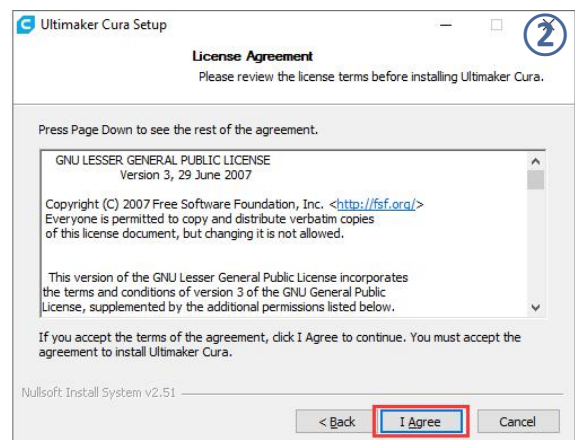 Ultimaker Cura Setup
②
License Agreement
Please review the license terms before installing Ultimaker Cura.
Press Page Down to see the rest of the agreement.
GNU LESSER GENERAL PUBLIC LICENSE
Version 3, 29 June 2007
Copyright (C) 2007 Free Software Foundation, Inc. <http://fsf.org/>
Everyone is permitted to copy and distribute verbatim copies
of this license document, but changing it is not allowed.
This version of the GNU Lesser General Public License incorporates
the terms and conditions of version 3 of the GNU General Public
License, supplemented by the additional permissions listed below.
If you accept the terms of the agreement, click I Agree to continue. You must accept the
agreement to install Ultimaker Cura.
Nullsoft Install System v2.51
< Back I Agree Cancel